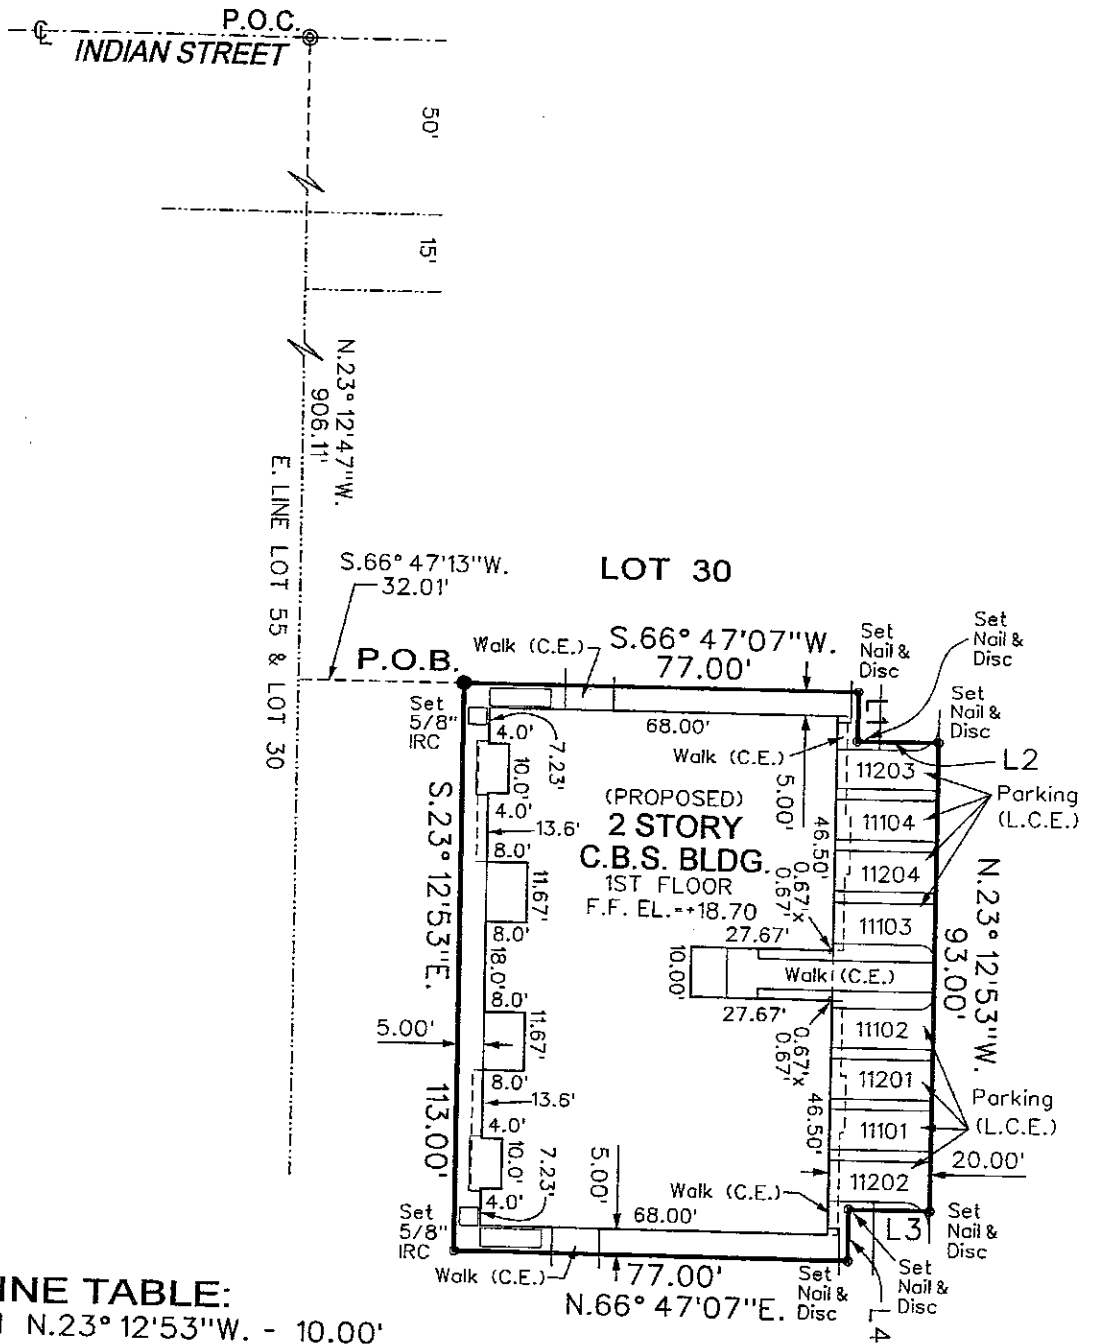 ℄
P.O.C.
INDIAN STREET
50'
15'
N.23° 12'47"W.
906.11'
E. LINE LOT 55 & LOT 30
S.66° 47'13"W.
32.01'
LOT 30
P.O.B.
Walk (C.E.)
S.66° 47'07"W.
77.00'
Set
Nail &
Disc
Set
Nail &
Disc
Set
Nail &
Disc
L1
L2
Set
5/8"
IRC
68.00'
4.0'
7.23'
10.0'
4.0'
13.6'
8.0'
11.67'
8.0'
18.0'
8.0'
11.67'
8.0'
13.6'
4.0'
10.0'
7.23'
4.0'
Walk (C.E.)
5.00'
(PROPOSED)
2 STORY
C.B.S. BLDG.
1ST FLOOR
F.F. EL.=+18.70
46.50'
0.67'x
0.67'
27.67'
10.00'
Walk (C.E.)
27.67'
0.67'x
0.67'
46.50'
11203
11104
11204
11103
11102
11201
11101
11202
Parking
(L.C.E.)
N.23° 12'53"W.
93.00'
Parking
(L.C.E.)
20.00'
S.23° 12'53"E.
113.00'
5.00'
5.00'
Walk (C.E.)
68.00'
Set
5/8"
IRC
Walk (C.E.)
77.00'
N.66° 47'07"E.
Set
Nail &
Disc
Set
Nail &
Disc
L3
Set
Nail &
Disc
L4
INE TABLE:
N.23° 12'53"W. - 10.00'